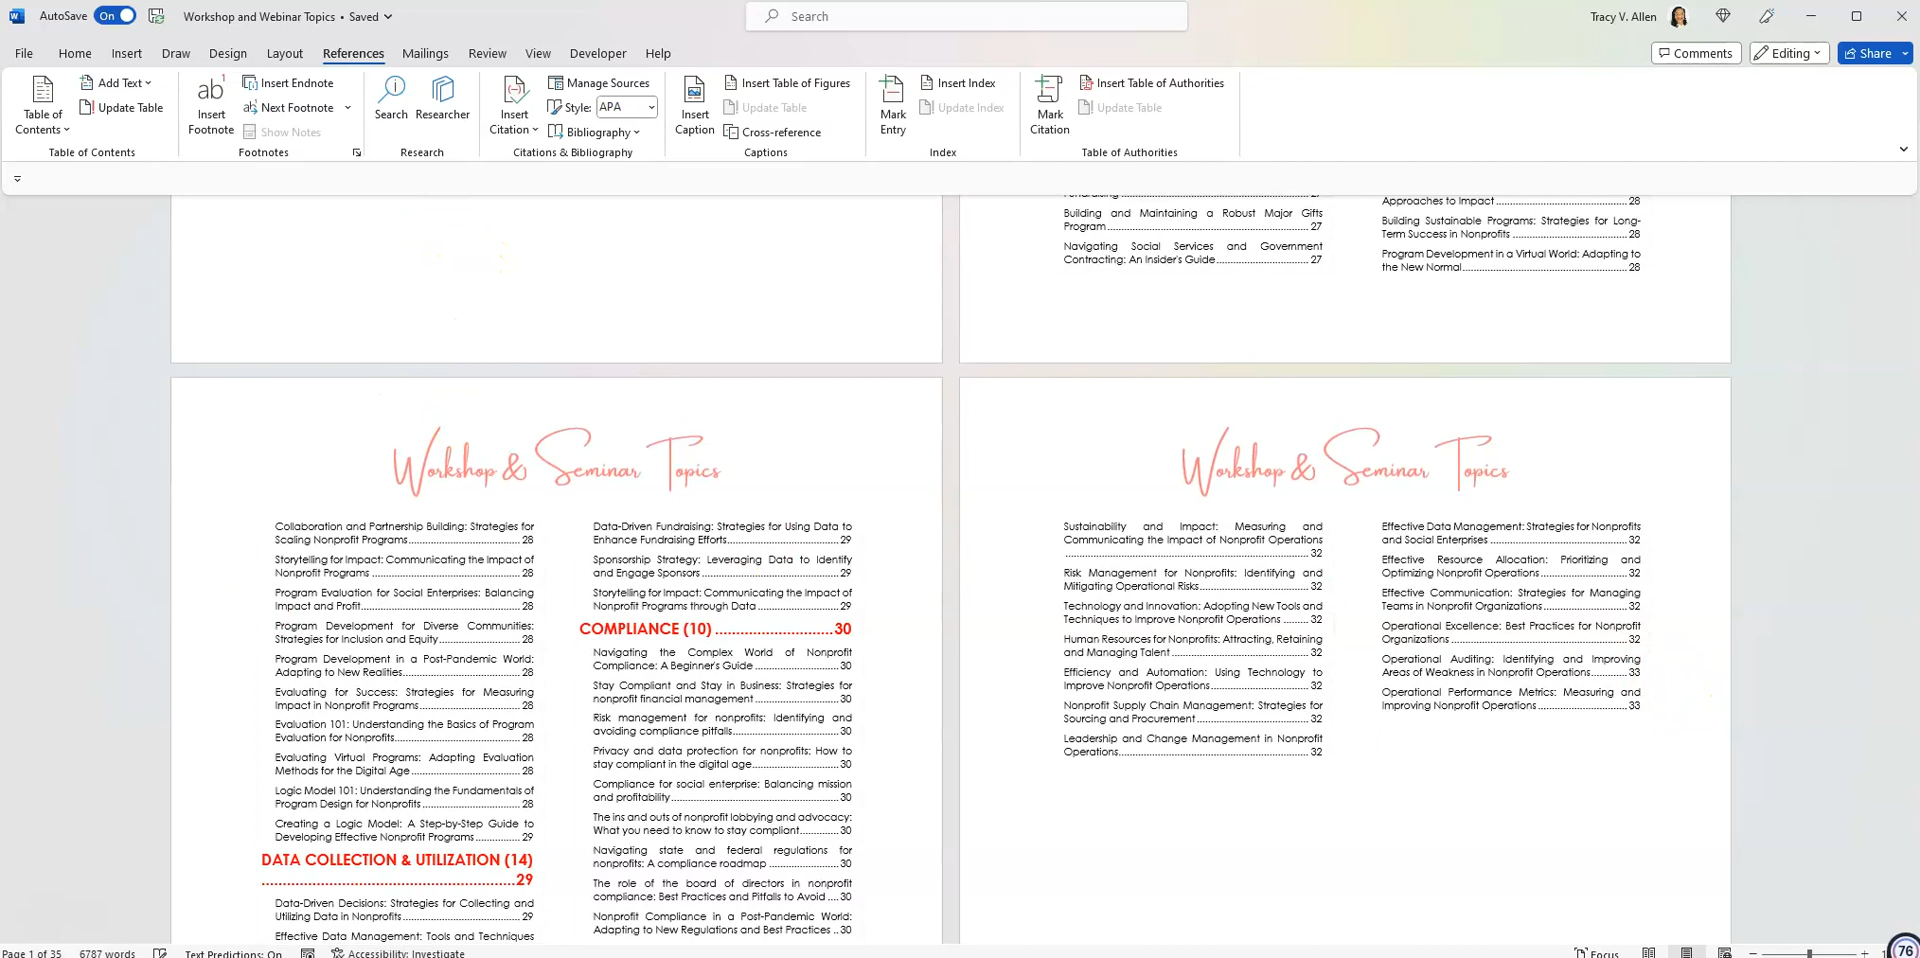 AutoSave On Workshop and Webinar Topics • Saved Search Tracy V. Allen
File Home Insert Draw Design Layout References Mailings Review View Developer Help Comments Editing Share
Table of Contents
Add Text
Update Table
Table of Contents
Insert Footnote
Insert Endnote
Next Footnote
Show Notes
Footnotes
Search
Researcher
Research
Insert Citation
Manage Sources
Style: APA
Bibliography
Citations & Bibliography
Insert Caption
Insert Table of Figures
Update Table
Cross-reference
Captions
Mark Entry
Insert Index
Update Index
Index
Mark Citation
Insert Table of Authorities
Update Table
Table of Authorities
Building and Maintaining a Robust Major Gifts
Program 27
Navigating Social Services and Government
Contracting: An Insider's Guide 27
Approaches to Impact 28
Building Sustainable Programs: Strategies for Long-
Term Success in Nonprofits 28
Program Development in a Virtual World: Adapting to
the New Normal 28
Workshop & Seminar Topics
Collaboration and Partnership Building: Strategies for
Scaling Nonprofit Programs 28
Storytelling for Impact: Communicating the Impact of
Nonprofit Programs 28
Program Evaluation for Social Enterprises: Balancing
Impact and Profit 28
Program Development for Diverse Communities:
Strategies for Inclusion and Equity 28
Program Development in a Post-Pandemic World:
Adapting to New Realities 28
Evaluating for Success: Strategies for Measuring
Impact in Nonprofit Programs 28
Evaluation 101: Understanding the Basics of Program
Evaluation for Nonprofits 28
Evaluating Virtual Programs: Adapting Evaluation
Methods for the Digital Age 28
Logic Model 101: Understanding the Fundamentals of
Program Design for Nonprofits 28
Creating a Logic Model: A Step-by-Step Guide to
Developing Effective Nonprofit Programs 29
DATA COLLECTION & UTILIZATION (14)
29
Data-Driven Decisions: Strategies for Collecting and
Utilizing Data in Nonprofits 29
Effective Data Management: Tools and Techniques
Data-Driven Fundraising: Strategies for Using Data to
Enhance Fundraising Efforts 29
Sponsorship Strategy: Leveraging Data to Identify
and Engage Sponsors 29
Storytelling for Impact: Communicating the Impact of
Nonprofit Programs through Data 29
COMPLIANCE (10) 30
Navigating the Complex World of Nonprofit
Compliance: A Beginner's Guide 30
Stay Compliant and Stay in Business: Strategies for
nonprofit financial management 30
Risk management for nonprofits: Identifying and
avoiding compliance pitfalls 30
Privacy and data protection for nonprofits: How to
stay compliant in the digital age 30
Compliance for social enterprise: Balancing mission
and profitability 30
The ins and outs of nonprofit lobbying and advocacy:
What you need to know to stay compliant 30
Navigating state and federal regulations for
nonprofits: A compliance roadmap 30
The role of the board of directors in nonprofit
compliance: Best Practices and Pitfalls to Avoid 30
Nonprofit Compliance in a Post-Pandemic World:
Adapting to New Regulations and Best Practices 30
Workshop & Seminar Topics
Sustainability and Impact: Measuring and
Communicating the Impact of Nonprofit Operations
32
Risk Management for Nonprofits: Identifying and
Mitigating Operational Risks 32
Technology and Innovation: Adopting New Tools and
Techniques to Improve Nonprofit Operations 32
Human Resources for Nonprofits: Attracting, Retaining
and Managing Talent 32
Efficiency and Automation: Using Technology to
Improve Nonprofit Operations 32
Nonprofit Supply Chain Management: Strategies for
Sourcing and Procurement 32
Leadership and Change Management in Nonprofit
Operations 32
Effective Data Management: Strategies for Nonprofits
and Social Enterprises 32
Effective Resource Allocation: Prioritizing and
Optimizing Nonprofit Operations 32
Effective Communication: Strategies for Managing
Teams in Nonprofit Organizations 32
Operational Excellence: Best Practices for Nonprofit
Organizations 32
Operational Auditing: Identifying and Improving
Areas of Weakness in Nonprofit Operations 33
Operational Performance Metrics: Measuring and
Improving Nonprofit Operations 33
Page 1 of 35 6787 words Text Predictions: On Accessibility: Investigate Focus 76